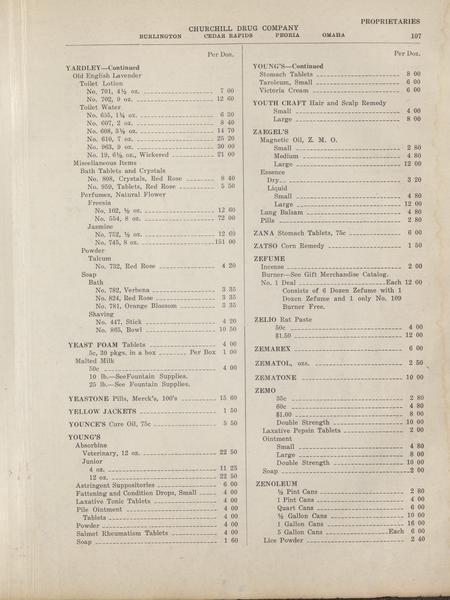 PROPRIETARIES
CHURCHILL DRUG COMPANY
BURLINGTON CEDAR RAPIDS PEORIA OMAHA 107
Per Doz.
YARDLEY—Continued
Old English Lavender
Toilet Lotion
No. 701, 4½ oz. 7 00
No. 702, 9 oz. 12 60
Toilet Water
No. 655, 1¼ oz. 6 30
No. 607, 2 oz. 8 40
No. 608, 3½ oz. 14 70
No. 610, 7 oz. 25 20
No. 963, 9 oz. 30 00
No. 19, 6½ oz., Wickered 21 00
Miscellaneous Items
Bath Tablets and Crystals
No. 808, Crystals, Red Rose 8 40
No. 959, Tablets, Red Rose 5 50
Perfumes, Natural Flower
Freesia
No. 102, ½ oz. 12 60
No. 554, 8 oz. 72 00
Jasmine
No. 752, ½ oz. 12 60
No. 745, 8 oz. 151 00
Powder
Talcum
No. 732, Red Rose 4 20
Soap
Bath
No. 782, Verbena 3 35
No. 824, Red Rose 3 35
No. 781, Orange Blossom 3 35
Shaving
No. 447, Stick 4 20
No. 805, Bowl 10 50
YEAST FOAM Tablets 4 00
5c, 30 pkgs. in a box Per Box 1 00
Malted Milk
50c 4 00
10 lb.—SeeFountain Supplies.
25 lb.—See Fountain Supplies.
YEASTONE Pills, Merck's, 100's 15 60
YELLOW JACKETS 1 50
YOUNCE'S Cure Oil, 75c 5 50
YOUNG'S
Absorbine
Veterinary, 12 oz. 22 50
Junior
4 oz. 11 25
12 oz. 22 50
Astringent Suppositories 6 00
Fattening and Condition Drops, Small 4 00
Laxative Tonic Tablets 4 00
Pile Ointment 4 00
Tablets 4 00
Powder 4 00
Salmet Rheumatism Tablets 4 00
Soap 1 60
Per Doz.
YOUNG'S—Continued
Stomach Tablets 8 00
Taroleum, Small 6 00
Victoria Cream 6 00
YOUTH CRAFT Hair and Scalp Remedy
Small 4 00
Large 8 00
ZAEGEL'S
Magnetic Oil, Z. M. O.
Small 2 80
Medium 4 80
Large 12 00
Essence
Dry 3 20
Liquid
Small 4 80
Large 12 00
Lung Balsam 4 80
Pills 2 80
ZANA Stomach Tablets, 75c 6 00
ZATSO Corn Remedy 1 50
ZEFUME
Incense 2 00
Burner—See Gift Merchandise Catalog.
No. 1 Deal Each 12 00
Consists of 6 Dozen Zefume with 1
Dozen Zefume and 1 only No. 109
Burner Free.
ZELIO Rat Paste
50c 4 00
$1.50 12 00
ZEMAREX 6 00
ZEMATOL, ozs. 2 50
ZEMATONE 10 00
ZEMO
35c 2 80
60c 4 80
$1.00 8 00
Double Strength 10 00
Laxative Pepsin Tablets 2 00
Ointment
Small 4 80
Large 8 00
Double Strength 10 00
Soap 2 00
ZENOLEUM
½ Pint Cans 2 80
1 Pint Cans 4 00
Quart Cans 6 00
½ Gallon Cans 10 00
1 Gallon Cans 16 00
5 Gallon Cans Each 6 00
Lice Powder 2 40